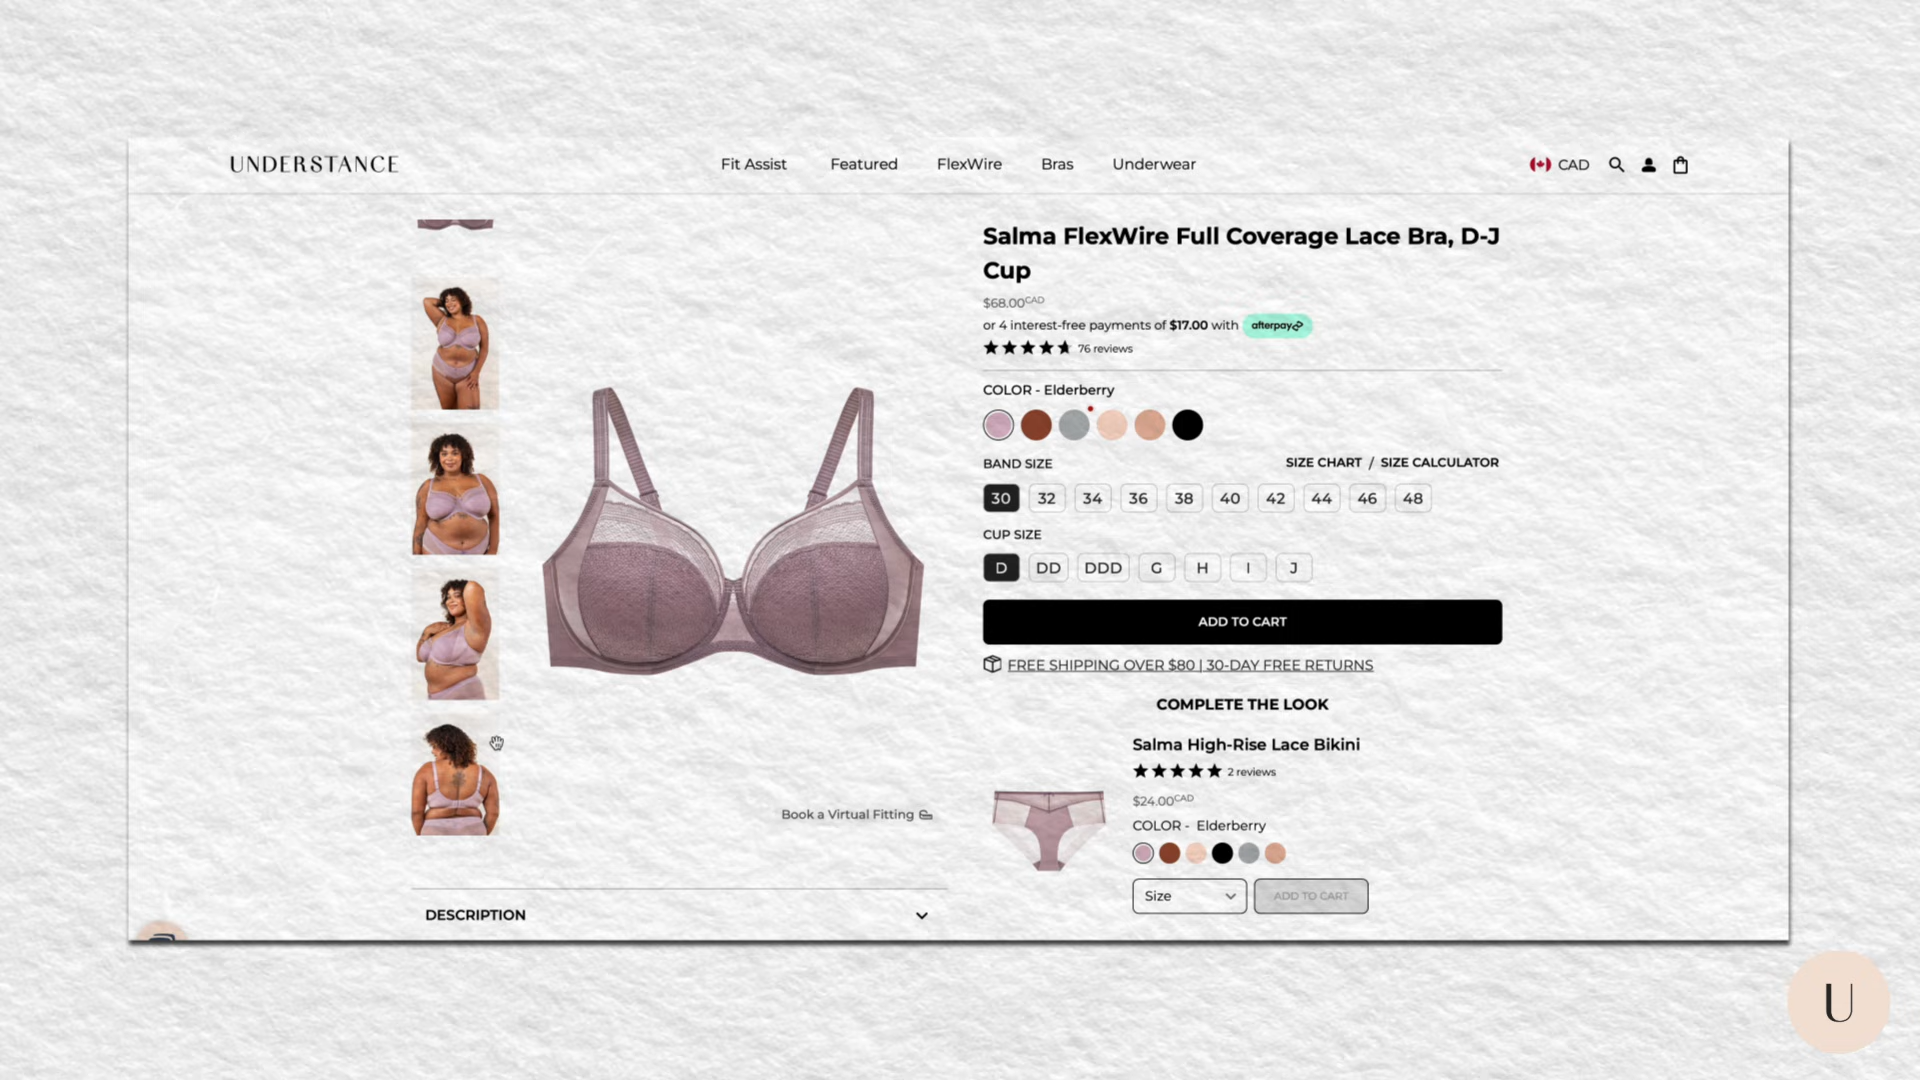 UNDERSTANCE
Fit Assist
Featured
FlexWire
Bras
Underwear
CAD
Salma FlexWire Full Coverage Lace Bra, D-J
Cup
$68.00CAD
or 4 interest-free payments of $17.00 with afterpay
76 reviews
COLOR - Elderberry
BAND SIZE
SIZE CHART / SIZE CALCULATOR
30 32 34 36 38 40 42 44 46 48
CUP SIZE
D DD DDD G H I J
ADD TO CART
FREE SHIPPING OVER $80 | 30-DAY FREE RETURNS
COMPLETE THE LOOK
Salma High-Rise Lace Bikini
2 reviews
$24.00CAD
COLOR - Elderberry
Size
ADD TO CART
Book a Virtual Fitting
DESCRIPTION
U